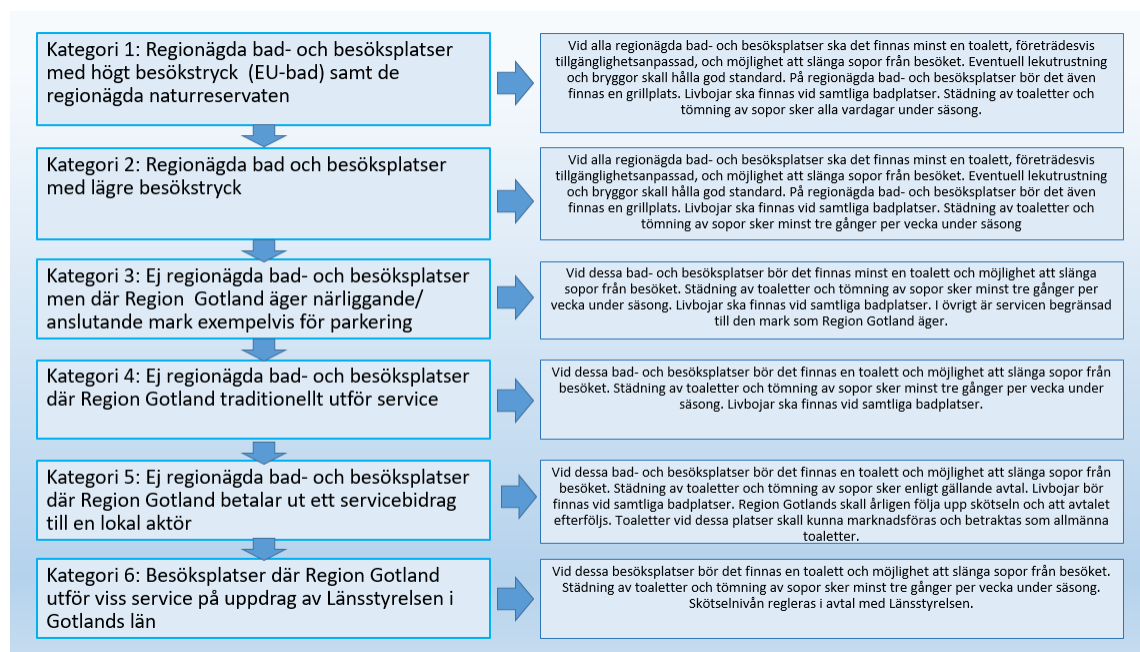 Kategori 1: Regionägda bad- och besöksplatser
med högt besökstryck  (EU-bad) samt de
regionägda naturreservaten
Vid alla regionägda bad- och besöksplatser ska det finnas minst en toalett, företrädesvis
tillgänglighetsanpassad, och möjlighet att slänga sopor från besöket. Eventuell lekutrustning
och bryggor skall hålla god standard. På regionägda bad- och besöksplatser bör det även
finnas en grillplats. Livbojar ska finnas vid samtliga badplatser. Städning av toaletter och
tömning av sopor sker alla vardagar under säsong.
Kategori 2: Regionägda bad och besöksplatser
med lägre besökstryck
Vid alla regionägda bad- och besöksplatser ska det finnas minst en toalett, företrädesvis
tillgänglighetsanpassad, och möjlighet att slänga sopor från besöket. Eventuell lekutrustning
och bryggor skall hålla god standard. På regionägda bad- och besöksplatser bör det även
finnas en grillplats. Livbojar ska finnas vid samtliga badplatser. Städning av toaletter och
tömning av sopor sker minst tre gånger per vecka under säsong
Kategori 3: Ej regionägda bad- och besöksplatser
men där Region  Gotland äger närliggande/
anslutande mark exempelvis för parkering
Vid dessa bad- och besöksplatser bör det finnas minst en toalett och möjlighet att slänga
sopor från besöket. Städning av toaletter och tömning av sopor sker minst tre gånger per
vecka under säsong. Livbojar ska finnas vid samtliga badplatser. I övrigt är servicen begränsad
till den mark som Region Gotland äger.
Kategori 4: Ej regionägda bad- och besöksplatser
där Region Gotland traditionellt utför service
Vid dessa bad- och besöksplatser bör det finnas en toalett och möjlighet att slänga sopor från
besöket. Städning av toaletter och tömning av sopor sker minst tre gånger per vecka under
säsong. Livbojar ska finnas vid samtliga badplatser.
Kategori 5: Ej regionägda bad- och besöksplatser
där Region Gotland betalar ut ett servicebidrag
till en lokal aktör
Vid dessa bad- och besöksplatser bör det finnas en toalett och möjlighet att slänga sopor från
besöket. Städning av toaletter och tömning av sopor sker enligt gällande avtal. Livbojar bör
finnas vid samtliga badplatser. Region Gotlands skall årligen följa upp skötseln och att avtalet
efterföljs. Toaletter vid dessa platser skall kunna marknadsföras och betraktas som allmänna
toaletter.
Kategori 6: Besöksplatser där Region Gotland
utför viss service på uppdrag av Länsstyrelsen i
Gotlands län
Vid dessa besöksplatser bör det finnas en toalett och möjlighet att slänga sopor från besöket.
Städning av toaletter och tömning av sopor sker minst tre gånger per vecka under säsong.
Skötselnivån regleras i avtal med Länsstyrelsen.